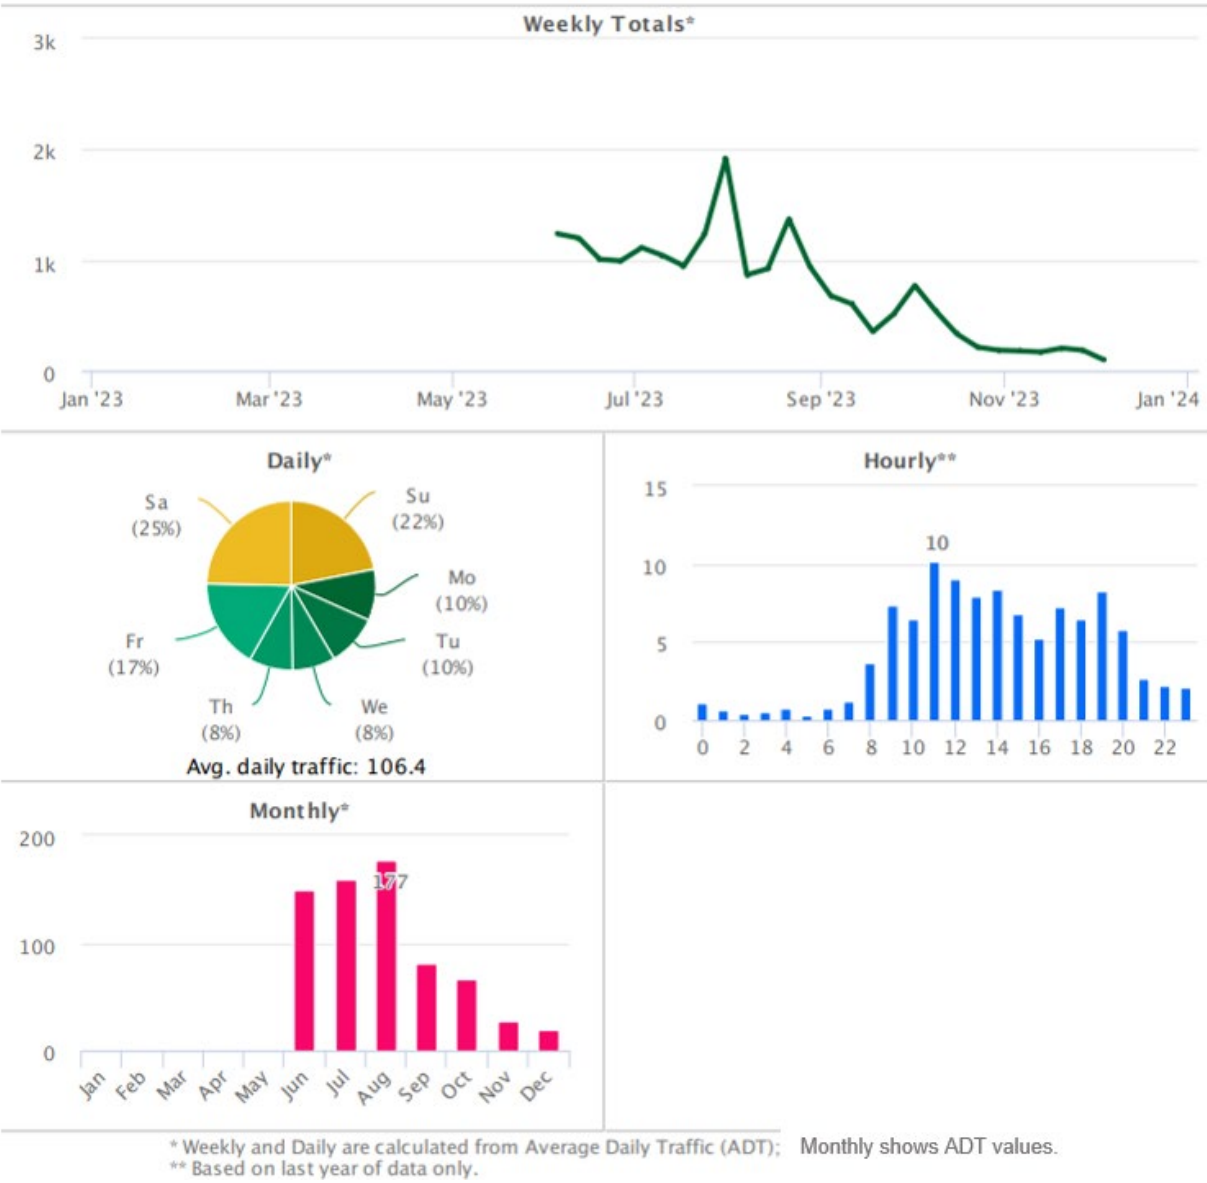 Weekly Totals*
3k
2k
1k
0
Jan '23 Mar '23 May '23 Jul '23 Sep '23 Nov '23 Jan '24
Daily*
Sa
(25%)
Su
(22%)
Mo
(10%)
Fr
(17%)
Tu
(10%)
Th
(8%)
We
(8%)
Avg. daily traffic: 106.4
Hourly**
15
10
10
5
0
0 2 4 6 8 10 12 14 16 18 20 22
Monthly*
200
177
100
0
Jan Feb Mar Apr May Jun Jul Aug Sep Oct Nov Dec
* Weekly and Daily are calculated from Average Daily Traffic (ADT); Monthly shows ADT values.
** Based on last year of data only.